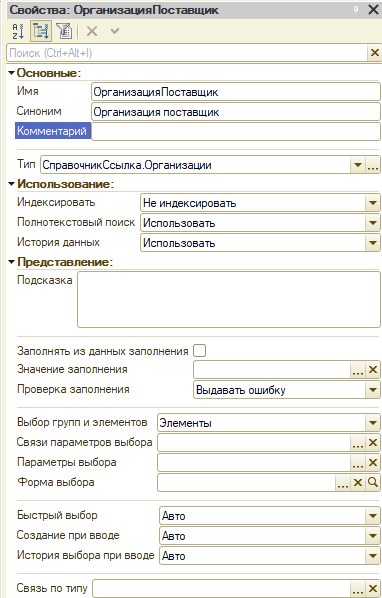 Свойства: ОрганизацияПоставщик
Поиск (Ctrl+Alt+I)
Основные:
Имя ОрганизацияПоставщик
Синоним Организация поставщик
Комментарий
Тип СправочникСсылка.Организации
Использование:
Индексировать Не индексировать
Полнотекстовый поиск Использовать
История данных Использовать
Представление:
Подсказка
Заполнять из данных заполнения
Значение заполнения
Проверка заполнения Выдавать ошибку
Выбор групп и элементов Элементы
Связи параметров выбора
Параметры выбора
Форма выбора
Быстрый выбор Авто
Создание при вводе Авто
История выбора при вводе Авто
Связь по типу